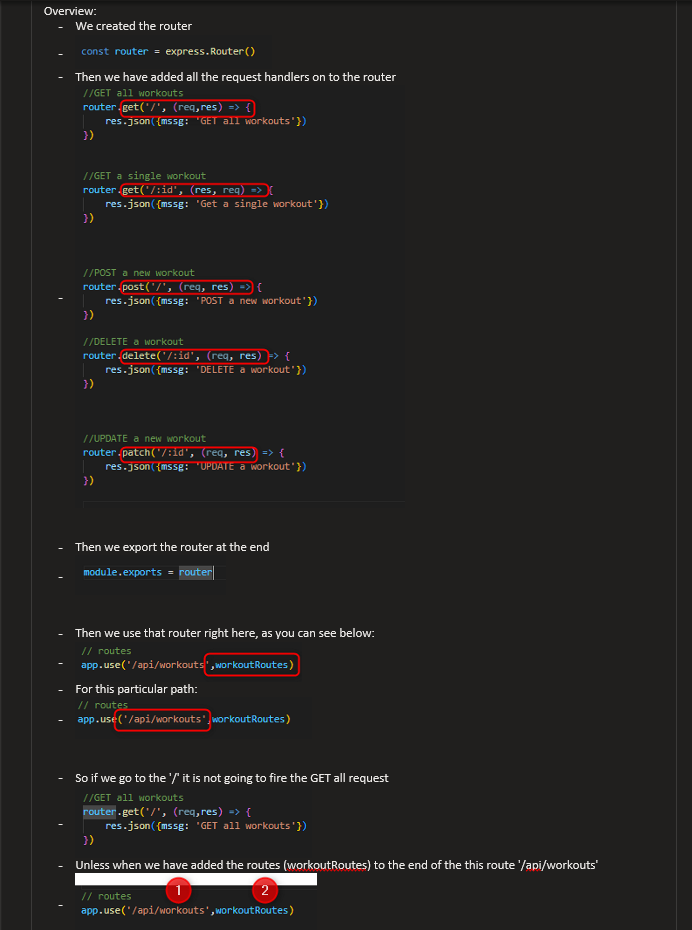 Overview:
- We created the router
- const router = express.Router()
- Then we have added all the request handlers on to the router
//GET all workouts
router.get('/', (req,res) => {
res.json({mssg: 'GET all workouts'})
})
//GET a single workout
router.get('/:id', (res, req) => {
res.json({mssg: 'Get a single workout'})
})
//POST a new workout
router.post('/', (req, res) => {
- res.json({mssg: 'POST a new workout'})
})
//DELETE a workout
router.delete('/:id', (req, res) => {
res.json({mssg: 'DELETE a workout'})
})
//UPDATE a new workout
router.patch('/:id', (req, res) => {
res.json({mssg: 'UPDATE a workout'})
})
- Then we export the router at the end
- module.exports = router
- Then we use that router right here, as you can see below:
// routes
- app.use('/api/workouts',workoutRoutes)
- For this particular path:
// routes
- app.use('/api/workouts',workoutRoutes)
- So if we go to the '/' it is not going to fire the GET all request
//GET all workouts
router.get('/', (req,res) => {
- res.json({mssg: 'GET all workouts'})
})
- Unless when we have added the routes (workoutRoutes) to the end of the this route '/api/workouts'
1 2
// routes
- app.use('/api/workouts',workoutRoutes)